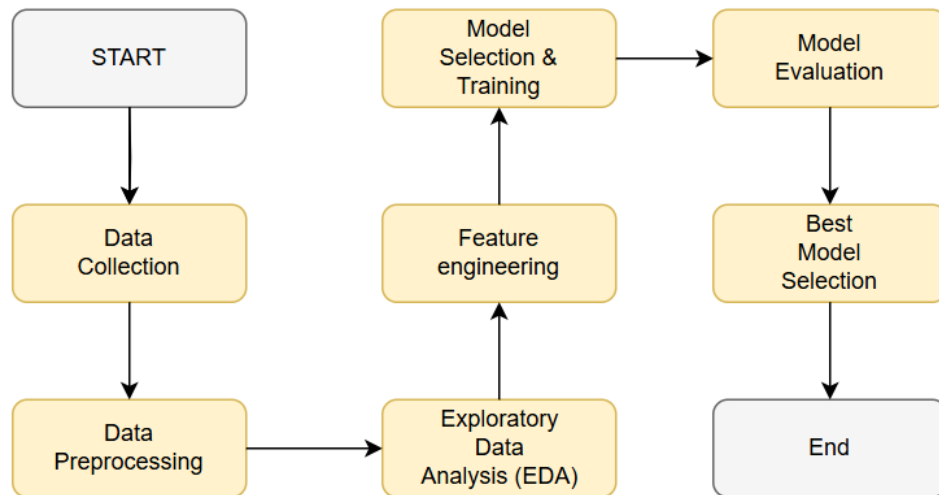 START
Data
Collection
Data
Preprocessing
Exploratory
Data
Analysis (EDA)
Feature
engineering
Model
Selection &
Training
Model
Evaluation
Best
Model
Selection
End